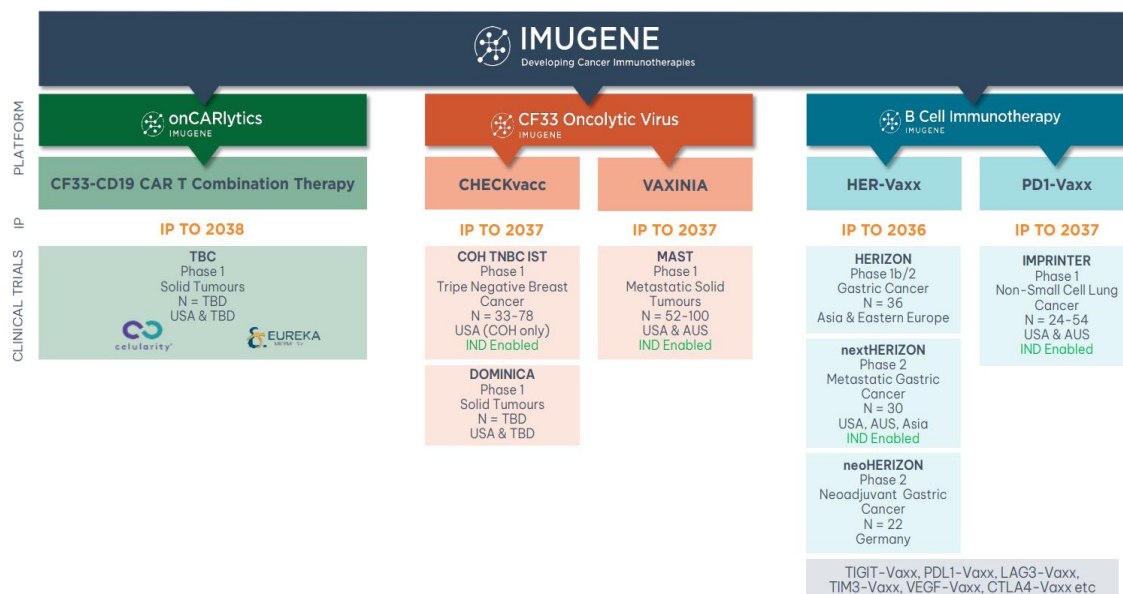 IMUGENE
Developing Cancer Immunotherapies
PLATFORM
onCARlytics
IMUGENE
CF33 Oncolytic Virus
IMUGENE
B Cell Immunotherapy
IMUGENE
CF33-CD19 CAR T Combination Therapy
CHECKvacc
VAXINIA
HER-Vaxx
PD1-Vaxx
IP
IP TO 2038
IP TO 2037
IP TO 2037
IP TO 2036
IP TO 2037
CLINICAL TRIALS
TBC
Phase 1
Solid Tumours
N = TBD
USA & TBD
celularity
EUREKA
COH TNBC IST
Phase 1
Tripe Negative Breast
Cancer
N = 33-78
USA (COH only)
IND Enabled
DOMINICA
Phase 1
Solid Tumours
N = TBD
USA & TBD
MAST
Phase 1
Metastatic Solid
Tumours
N = 52-100
USA & AUS
IND Enabled
HERIZON
Phase 1b/2
Gastric Cancer
N = 36
Asia & Eastern Europe
nextHERIZON
Phase 2
Metastatic Gastric
Cancer
N = 30
USA, AUS, Asia
IND Enabled
neoHERIZON
Phase 2
Neoadjuvant Gastric
Cancer
N = 22
Germany
IMPRINTER
Phase 1
Non-Small Cell Lung
Cancer
N = 24-54
USA & AUS
IND Enabled
TIGIT-Vaxx, PDL1-Vaxx, LAG3-Vaxx,
TIM3-Vaxx, VEGF-Vaxx, CTLA4-Vaxx etc